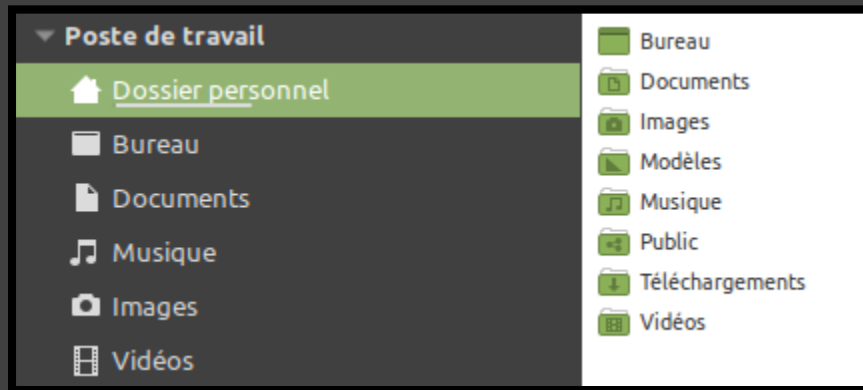 Poste de travail
Dossier personnel
Bureau
Documents
Musique
Images
Vidéos
Bureau
Documents
Images
Modèles
Musique
Public
Téléchargements
Vidéos